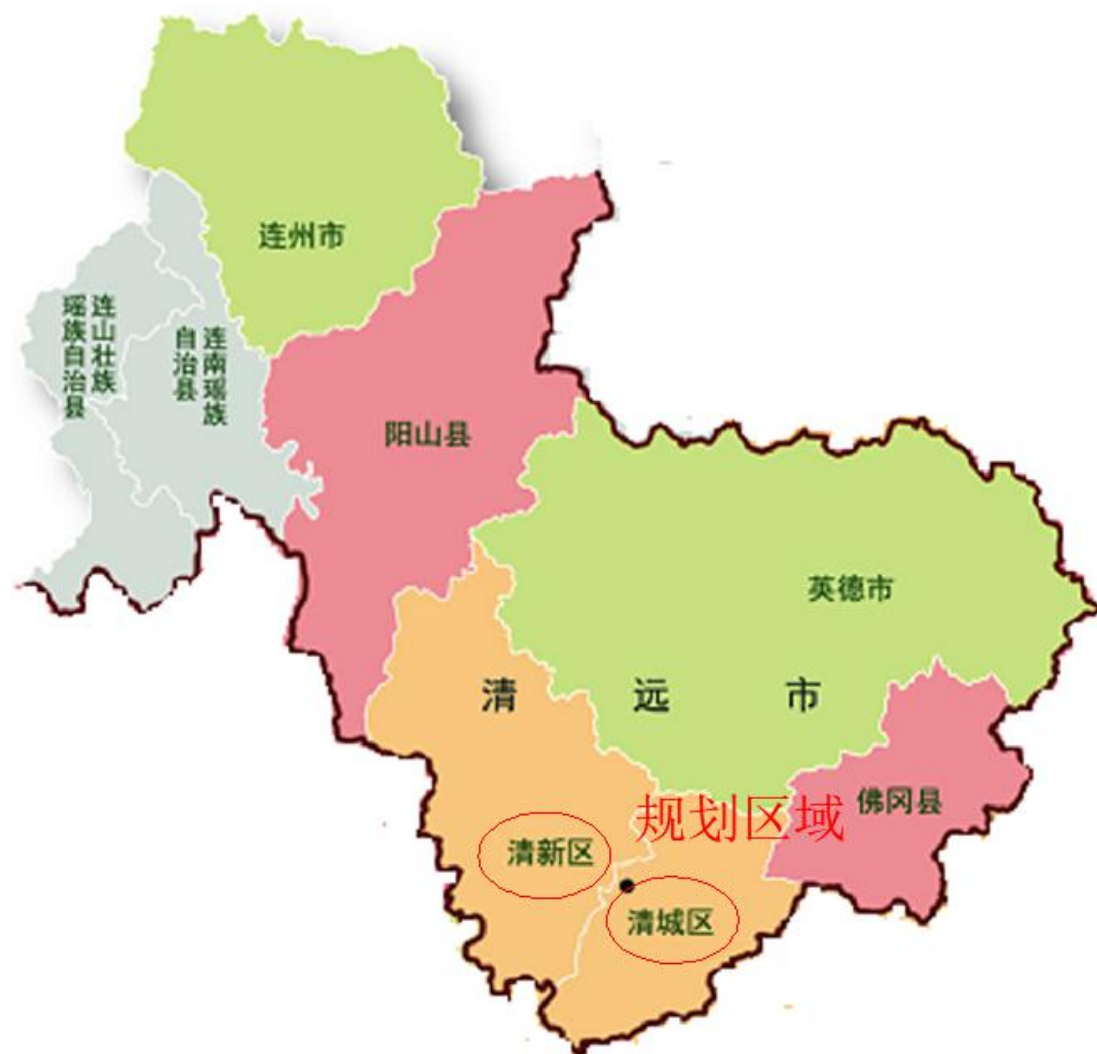 连州市
连山壮族
瑶族自治县
连南瑶族
自治县
阳山县
英德市
清远市
规划区域
佛冈县
清新区
清城区